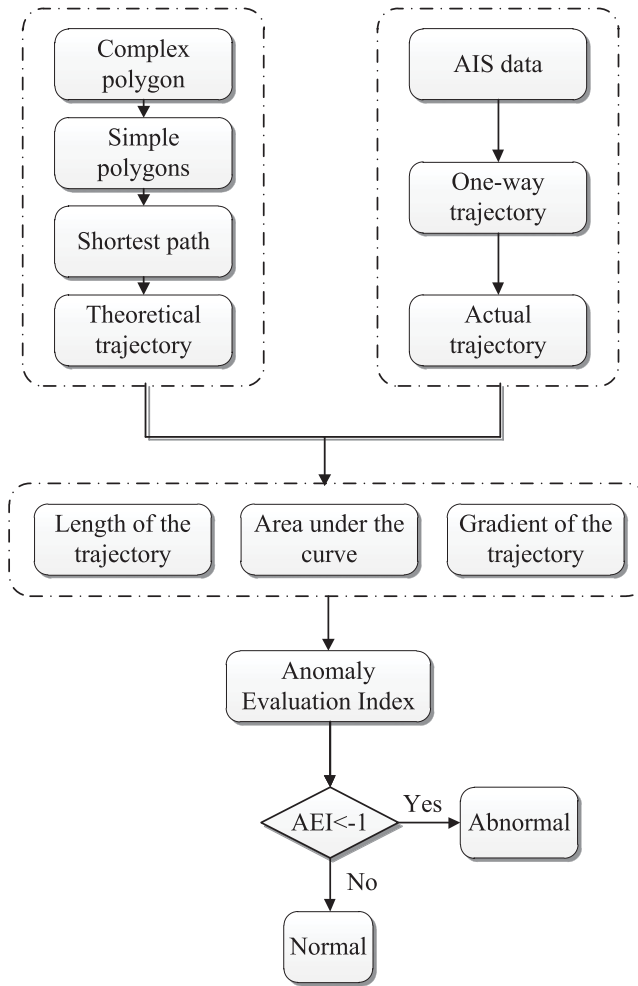 Complex
polygon
Simple
polygons
Shortest path
Theoretical
trajectory
AIS data
One-way
trajectory
Actual
trajectory
Length of the
trajectory
Area under the
curve
Gradient of the
trajectory
Anomaly
Evaluation Index
AEI<-1
Yes
Abnormal
No
Normal